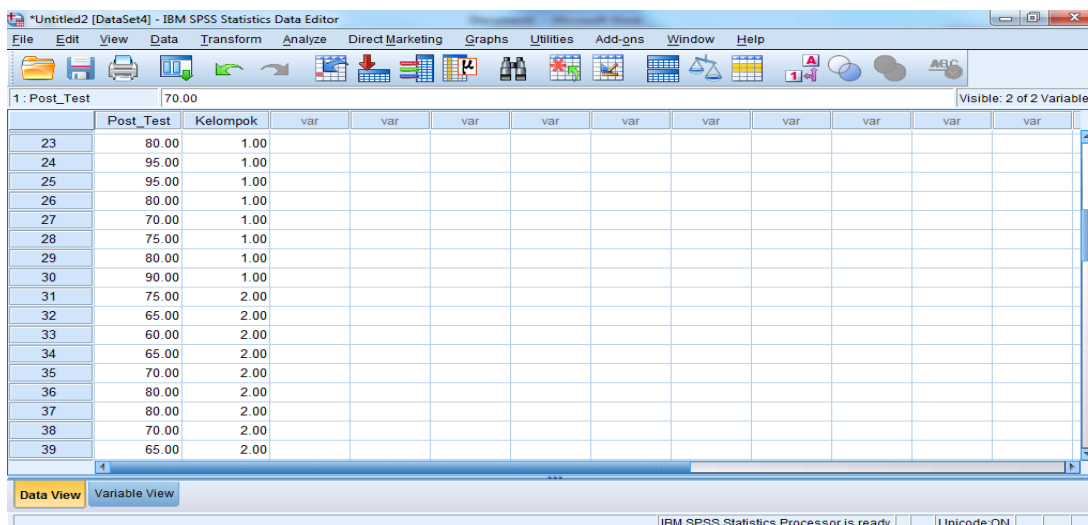 *Untitled2 [DataSet4] - IBM SPSS Statistics Data Editor
File Edit View Data Transform Analyze Direct Marketing Graphs Utilities Add-ons Window Help
1 : Post_Test 70.00 Visible: 2 of 2 Variable
Post_Test Kelompok var var var var var var var var var var
23 80.00 1.00
24 95.00 1.00
25 95.00 1.00
26 80.00 1.00
27 70.00 1.00
28 75.00 1.00
29 80.00 1.00
30 90.00 1.00
31 75.00 2.00
32 65.00 2.00
33 60.00 2.00
34 65.00 2.00
35 70.00 2.00
36 80.00 2.00
37 80.00 2.00
38 70.00 2.00
39 65.00 2.00
Data View Variable View
IBM SPSS Statistics Processor is ready Unicode:ON